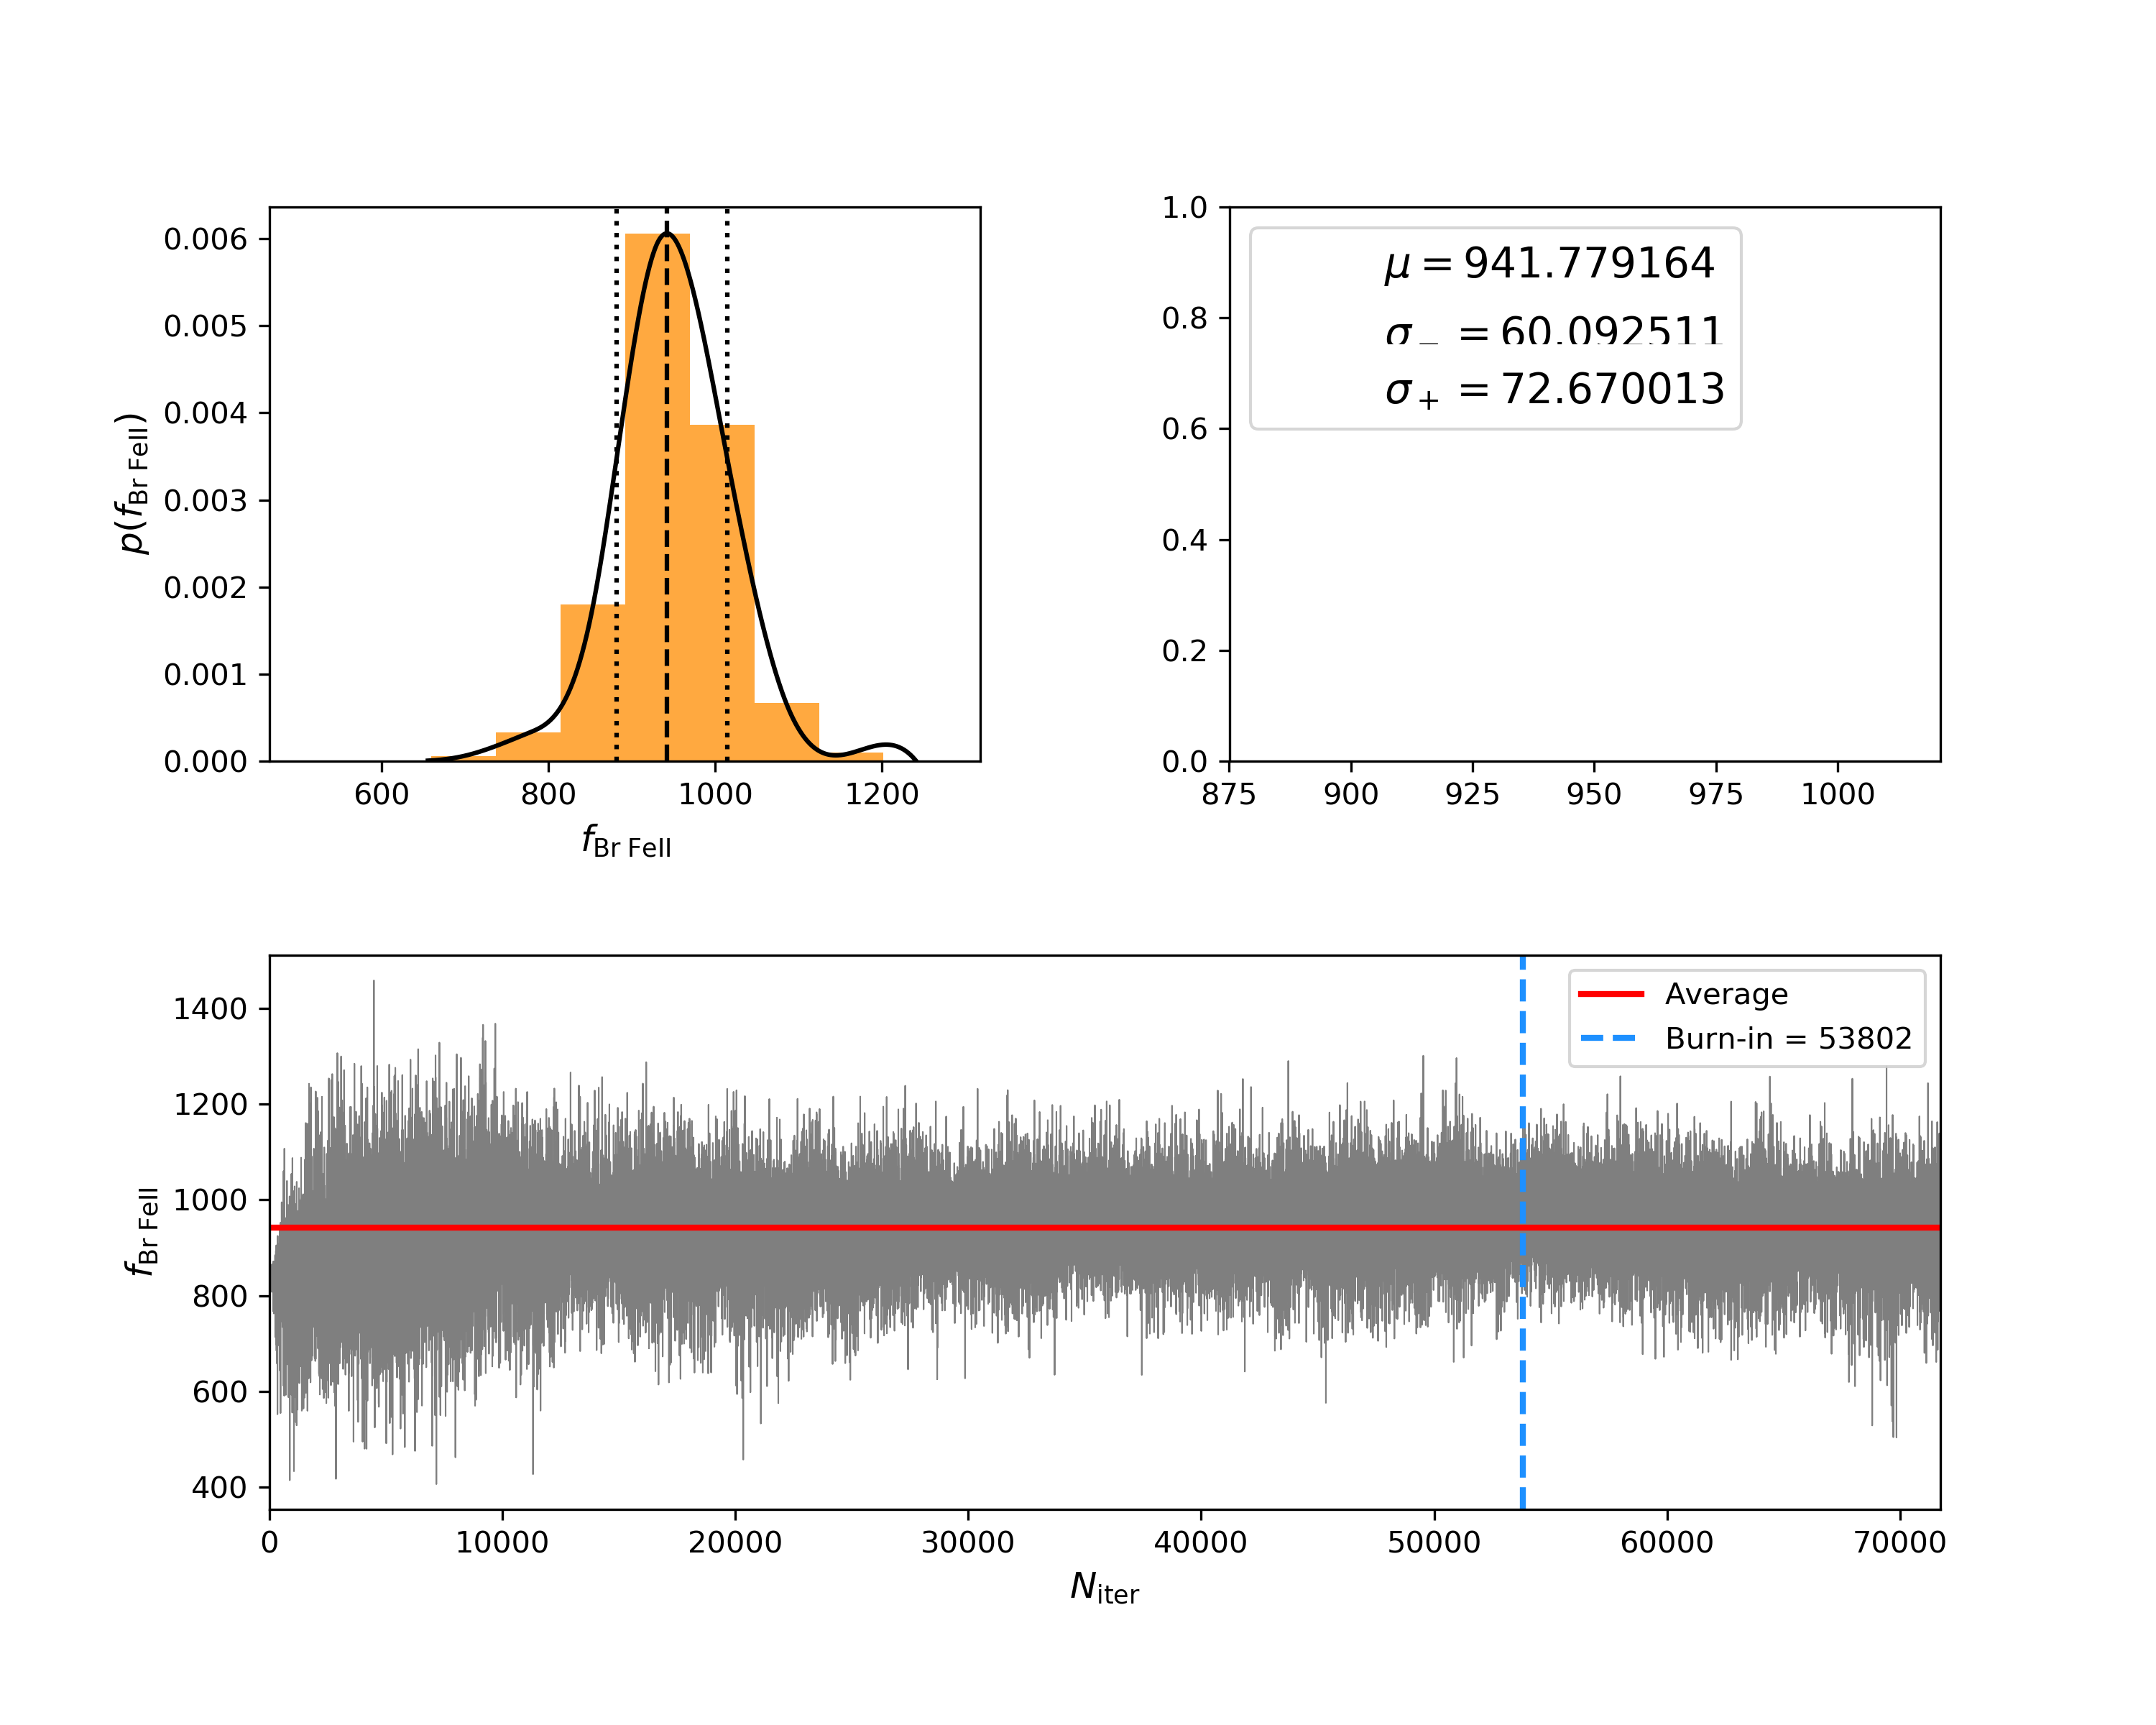 0.006
0.005
0.004
0.003
0.002
0.001
0.000
p(f_Br FeII)
600 800 1000 1200
f_Br FeII
1.0
0.8
0.6
0.4
0.2
0.0
875 900 925 950 975 1000
μ = 941.779164
σ₋ = 60.092511
σ₊ = 72.670013
1400
1200
1000
800
600
400
f_Br FeII
Average
Burn-in = 53802
0 10000 20000 30000 40000 50000 60000 70000
N_iter